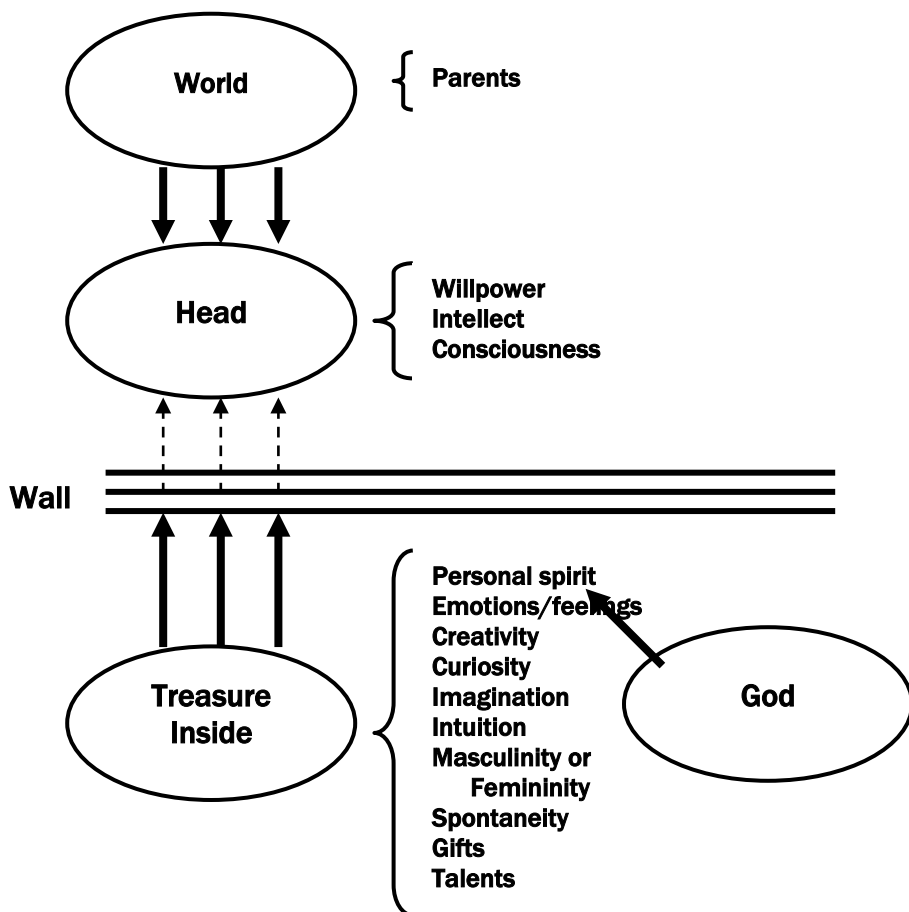 World
Parents
Head
Willpower
Intellect
Consciousness
Wall
Personal spirit
Emotions/feelings
Creativity
Curiosity
Imagination
Intuition
Masculinity or
Femininity
Spontaneity
Gifts
Talents
Treasure
Inside
God